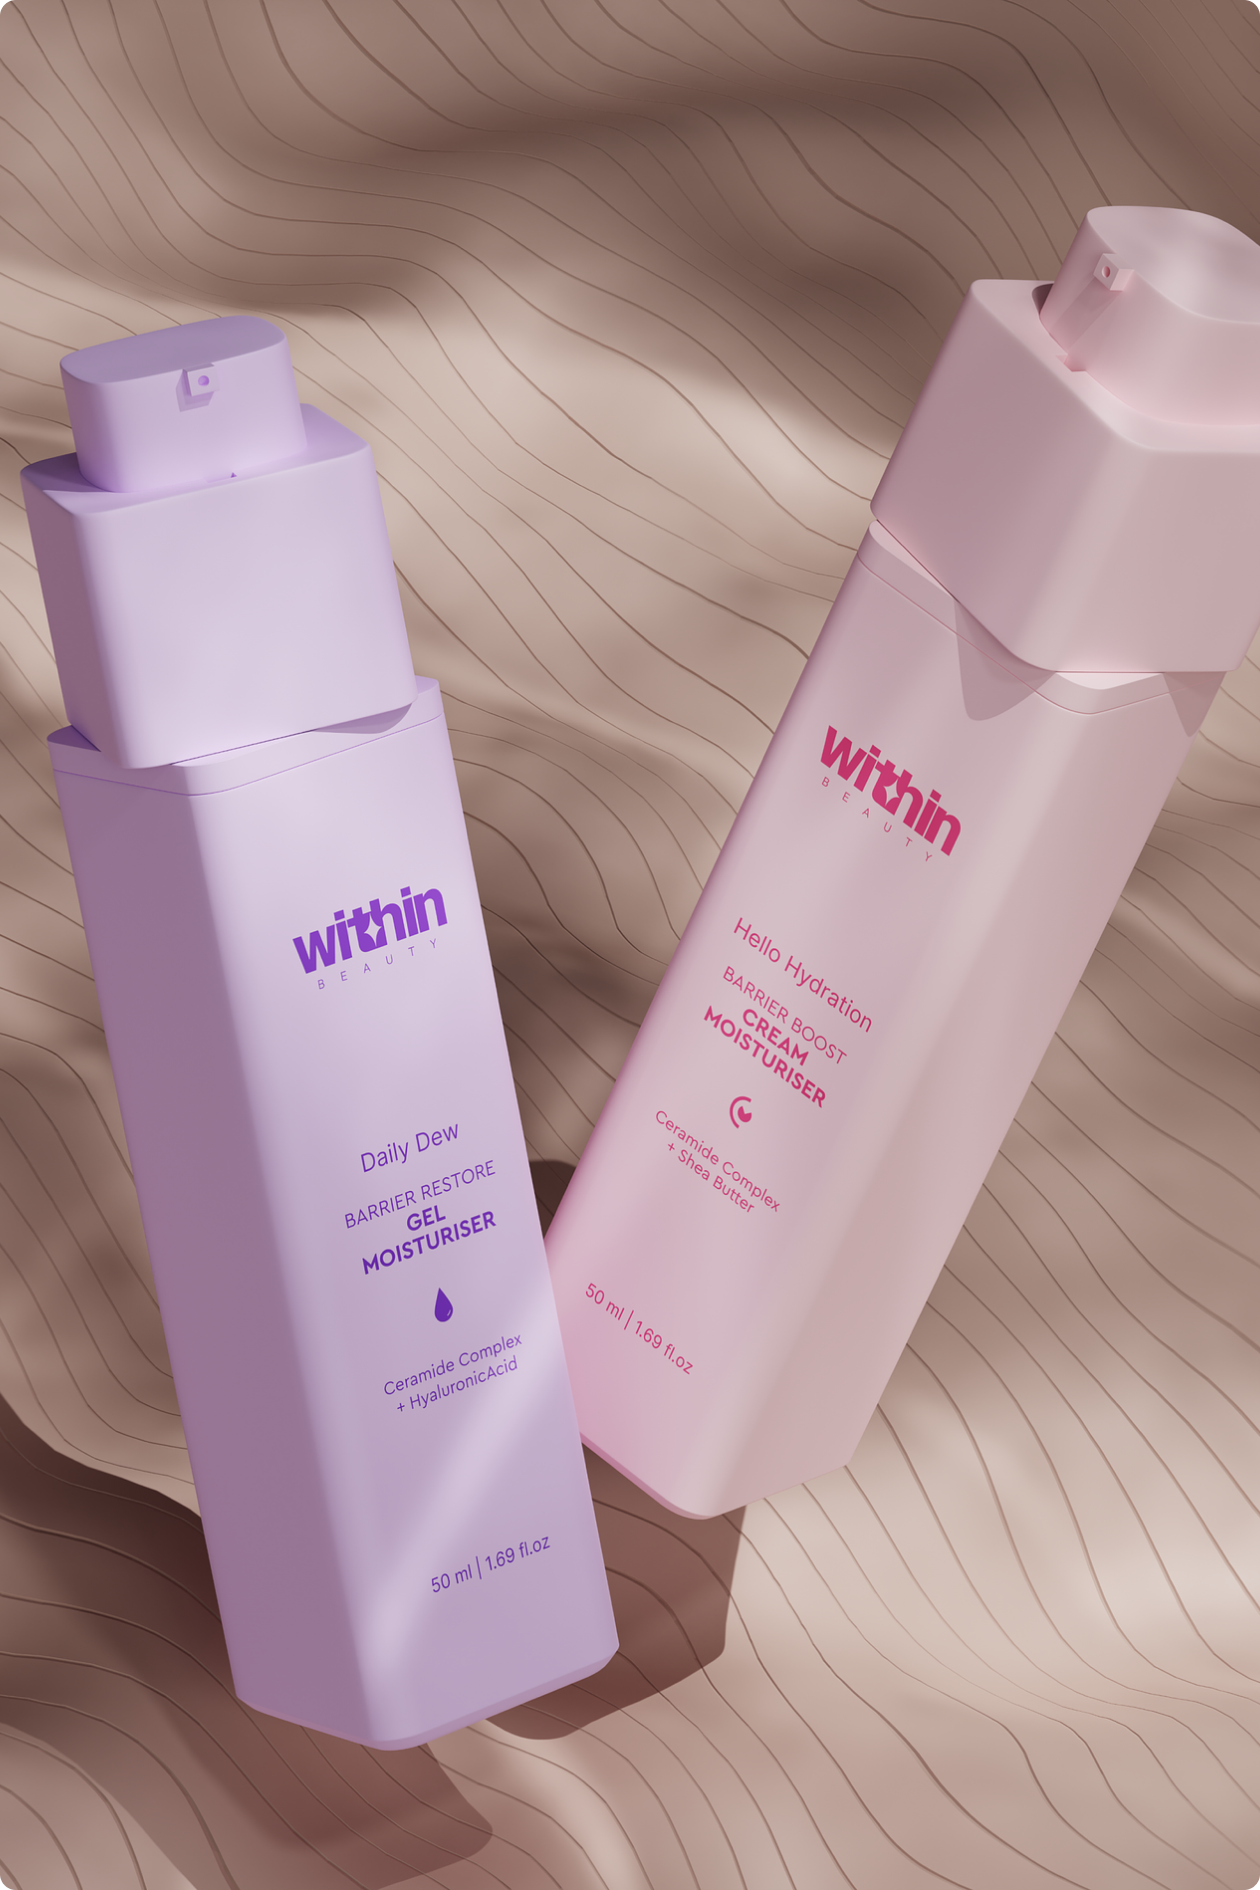 within
BEAUTY
Daily Dew
BARRIER RESTORE
GEL
MOISTURISER
Ceramide Complex
+ HyaluronicAcid
50 ml | 1.69 fl.oz
within
BEAUTY
Hello Hydration
BARRIER BOOST
CREAM
MOISTURISER
Ceramide Complex
+ Shea Butter
50 ml | 1.69 fl.oz